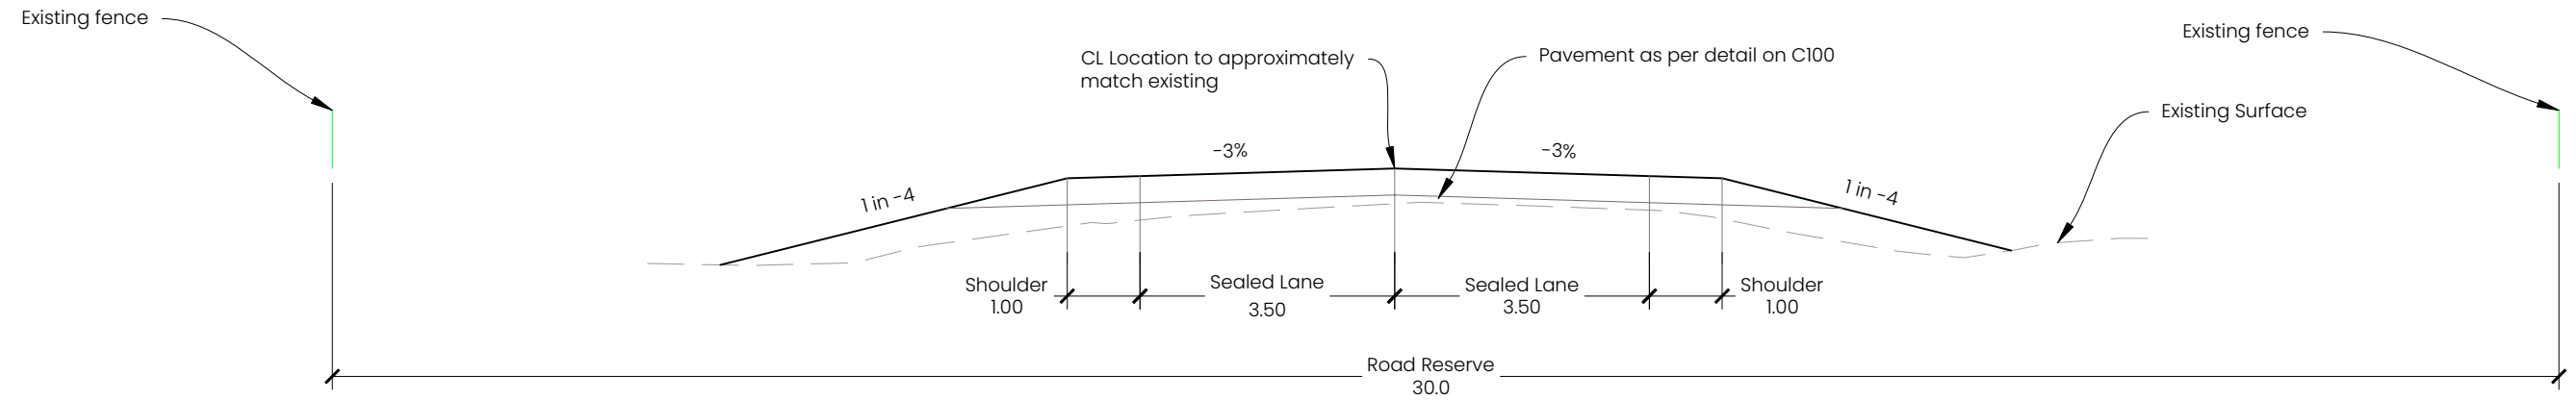 Existing fence
Existing fence
CL Location to approximately
match existing
Pavement as per detail on C100
Existing Surface
-3%
-3%
1 in -4
1 in -4
Shoulder
1.00
Sealed Lane
3.50
Sealed Lane
3.50
Shoulder
1.00
Road Reserve
30.0